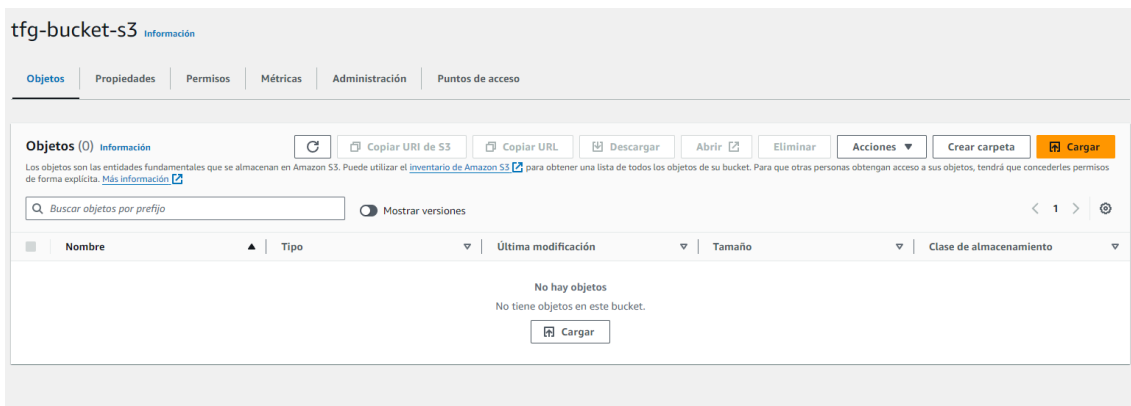 tfg-bucket-s3 Información
Objetos Propiedades Permisos Métricas Administración Puntos de acceso
Objetos (0) Información Copiar URI de S3 Copiar URL Descargar Abrir Eliminar Acciones Crear carpeta Cargar
Los objetos son las entidades fundamentales que se almacenan en Amazon S3. Puede utilizar el inventario de Amazon S3 para obtener una lista de todos los objetos de su bucket. Para que otras personas obtengan acceso a sus objetos, tendrá que concederles permisos
de forma explícita. Más información
Buscar objetos por prefijo Mostrar versiones 1
Nombre Tipo Última modificación Tamaño Clase de almacenamiento
No hay objetos
No tiene objetos en este bucket.
Cargar